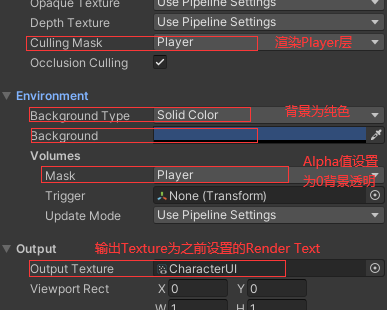 Opaque Texture Use Pipeline Settings
Depth Texture Use Pipeline Settings
Culling Mask Player 渲染Player层
Occlusion Culling
Environment
Background Type Solid Color 背景为纯色
Background
Volumes Alpha值设置
Mask Player 为0背景透明
Trigger None (Transform)
Update Mode Use Pipeline Settings
Output 输出Texture为之前设置的Render Text
Output Texture CharacterUI
Viewport Rect X 0 Y 0
W 1 H 1